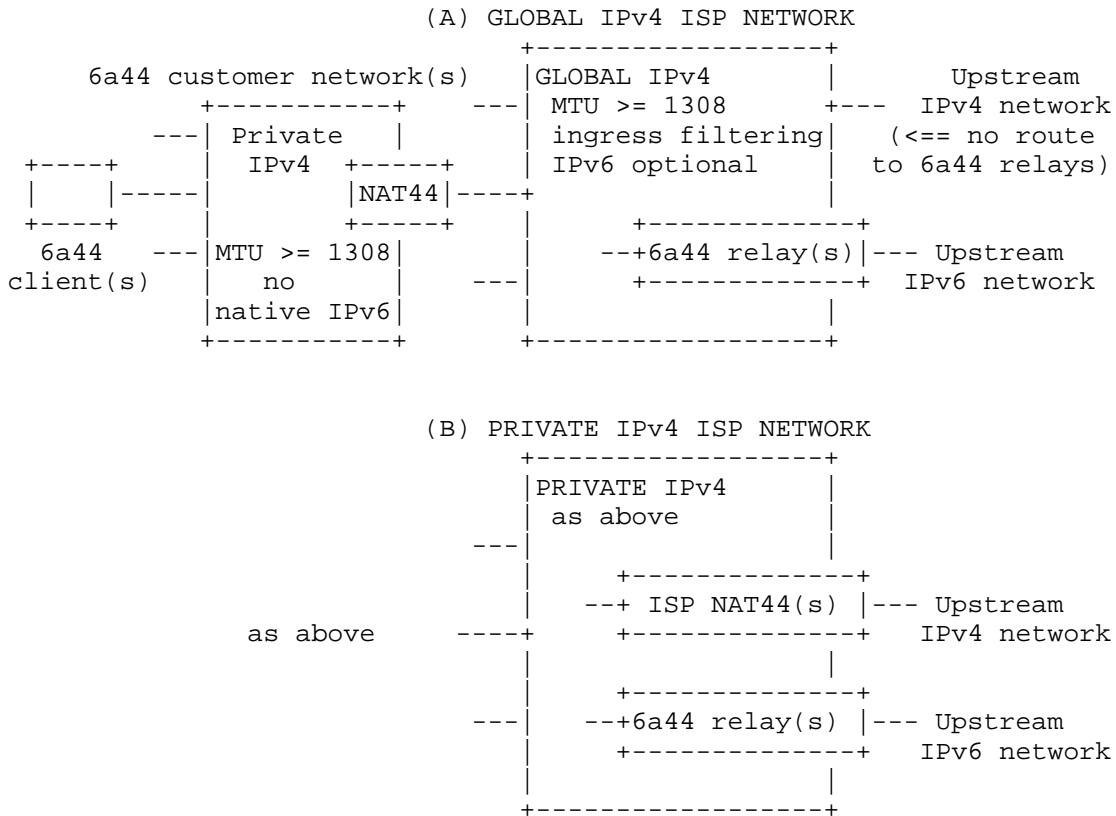 (A) GLOBAL IPv4 ISP NETWORK
6a44 customer network(s) GLOBAL IPv4 Upstream
MTU >= 1308 IPv4 network
Private ingress filtering (<== no route
IPv4 IPv6 optional to 6a44 relays)
NAT44
6a44 MTU >= 1308 6a44 relay(s) Upstream
client(s) no IPv6 network
native IPv6
(B) PRIVATE IPv4 ISP NETWORK
PRIVATE IPv4
as above
ISP NAT44(s) Upstream
as above IPv4 network
6a44 relay(s) Upstream
IPv6 network